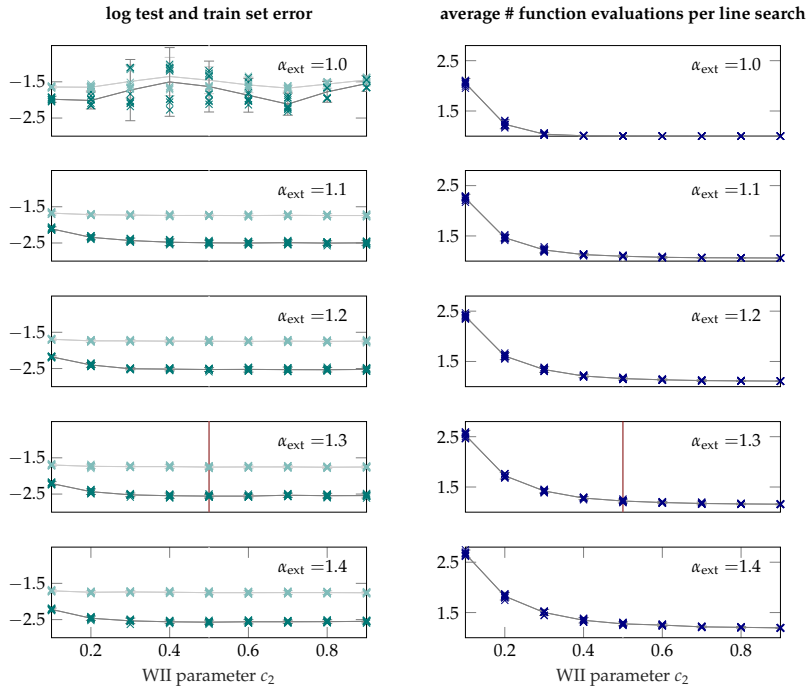 log test and train set error
average # function evaluations per line search
−1.5
−2.5
αext =1.0
2.5
1.5
αext =1.0
−1.5
−2.5
αext =1.1
2.5
1.5
αext =1.1
−1.5
−2.5
αext =1.2
2.5
1.5
αext =1.2
−1.5
−2.5
αext =1.3
2.5
1.5
αext =1.3
−1.5
−2.5
αext =1.4
2.5
1.5
αext =1.4
0.2 0.4 0.6 0.8
WII parameter c2
0.2 0.4 0.6 0.8
WII parameter c2